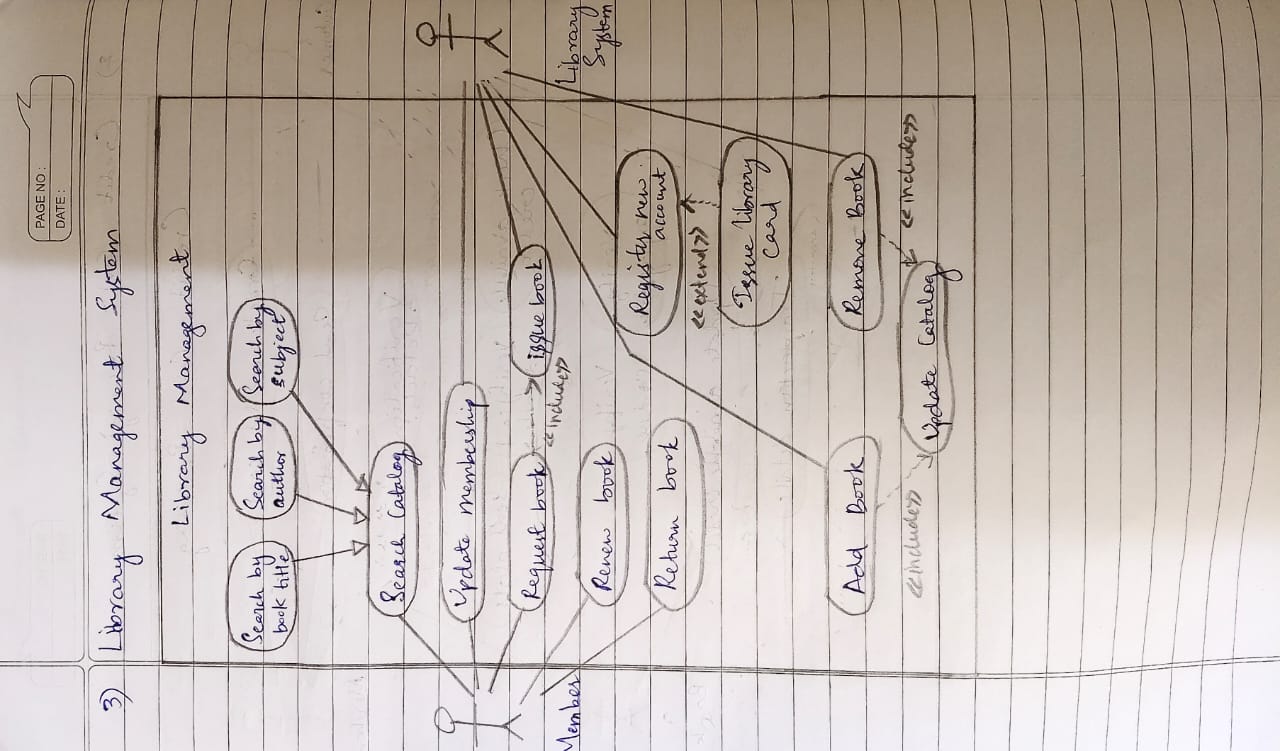 PAGE NO:
DATE:
3) Library Management System
Library Management
Search by
book title
Search by
author
Search by
subject
Search Catalog
Update membership
Request book
<<include>>
issue book
Renew book
Return book
Register new
account
<<extend>>
Issue library
card
Add Book
Remove Book
<<include>>
Update Catalog
<<include>>
Member
Library
System